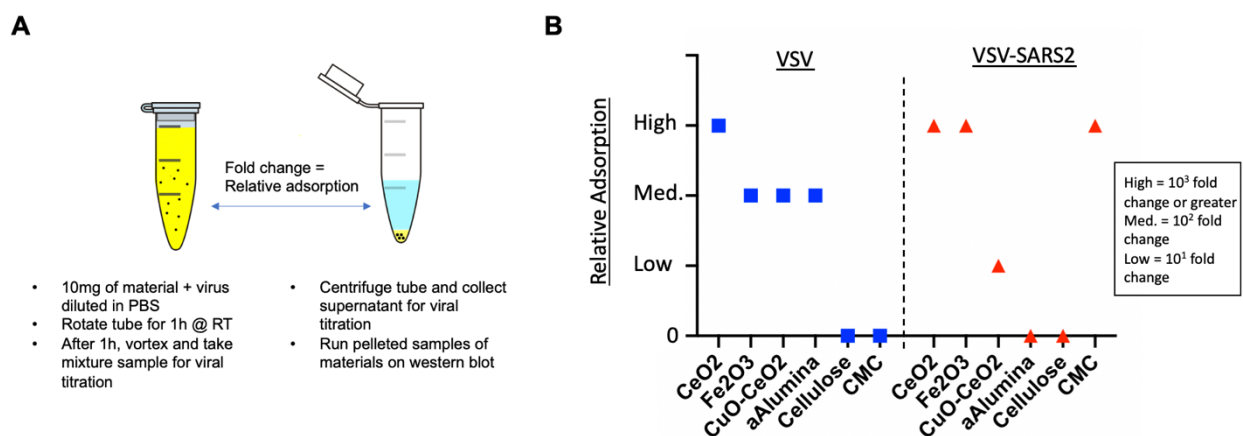 A
Fold change =
Relative adsorption
• 10mg of material + virus
diluted in PBS
• Rotate tube for 1h @ RT
• After 1h, vortex and take
mixture sample for viral
titration
• Centrifuge tube and collect
supernatant for viral
titration
• Run pelleted samples of
materials on western blot
B
VSV
VSV-SARS2
Relative Adsorption
High
Med.
Low
0
CeO2
Fe2O3
CuO-CeO2
aAlumina
Cellulose
CMC
CeO2
Fe2O3
CuO-CeO2
aAlumina
Cellulose
CMC
High = 10³ fold
change or greater
Med. = 10² fold
change
Low = 10¹ fold
change